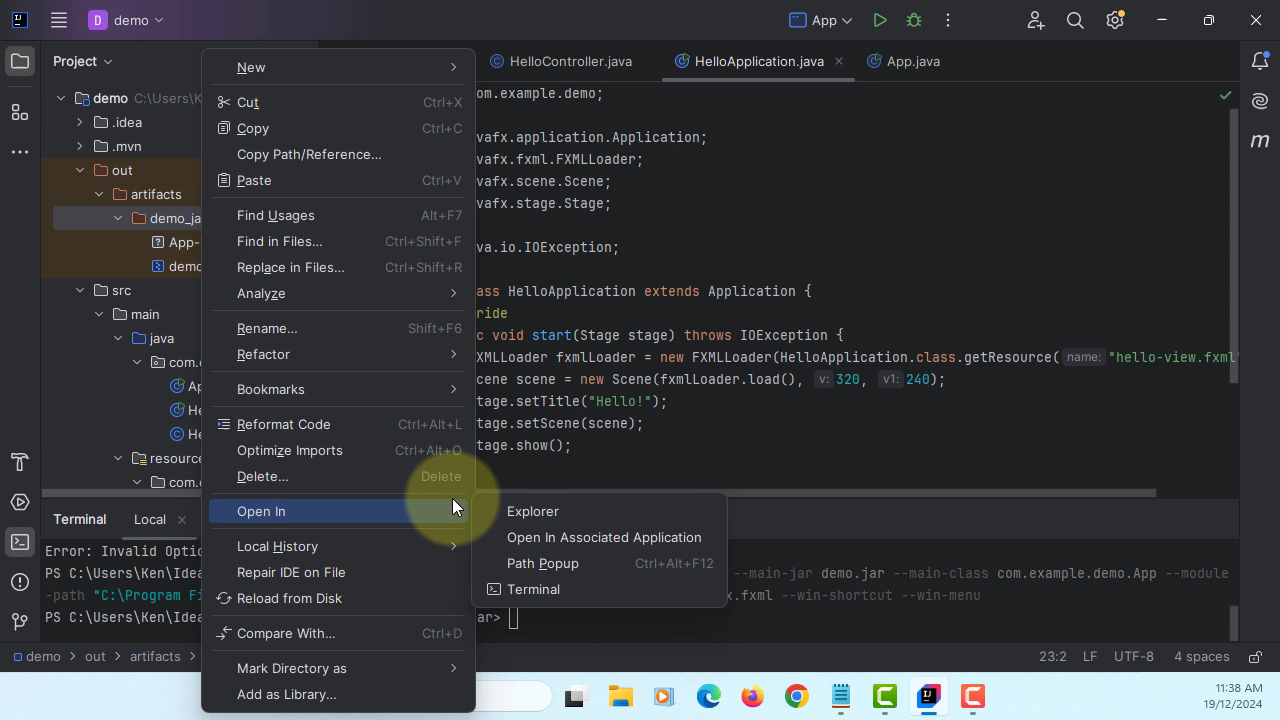 D demo
App
Project
demo C:\Users\K
.idea
.mvn
out
artifacts
demo_ja
App-
demo
src
main
java
com.
resource
com.
New
Cut Ctrl+X
Copy Ctrl+C
Copy Path/Reference...
Paste Ctrl+V
Find Usages Alt+F7
Find in Files... Ctrl+Shift+F
Replace in Files... Ctrl+Shift+R
Analyze
Rename... Shift+F6
Refactor
Bookmarks
Reformat Code Ctrl+Alt+L
Optimize Imports Ctrl+Alt+O
Delete... Delete
Open In
Local History
Repair IDE on File
Reload from Disk
Compare With... Ctrl+D
Mark Directory as
Add as Library...
Explorer
Open In Associated Application
Path Popup Ctrl+Alt+F12
Terminal
HelloController.java
HelloApplication.java
App.java
om.example.demo;
vafx.application.Application;
vafx.fxml.FXMLLoader;
vafx.scene.Scene;
vafx.stage.Stage;
va.io.IOException;
ass HelloApplication extends Application {
ride
c void start(Stage stage) throws IOException {
XMLLoader fxmlLoader = new FXMLLoader(HelloApplication.class.getResource( name: "hello-view.fxml"
cene scene = new Scene(fxmlLoader.load(), v: 320, v1: 240);
tage.setTitle("Hello!");
tage.setScene(scene);
tage.show();
Terminal Local
Error: Invalid Optio
PS C:\Users\Ken\Idea --main-jar demo.jar --main-class com.example.demo.App --module
-path "C:\Program Fi .fxml --win-shortcut --win-menu
PS C:\Users\Ken\Idea ar>
demo > out > artifacts >
23:2 LF UTF-8 4 spaces
11:38 AM
19/12/2024